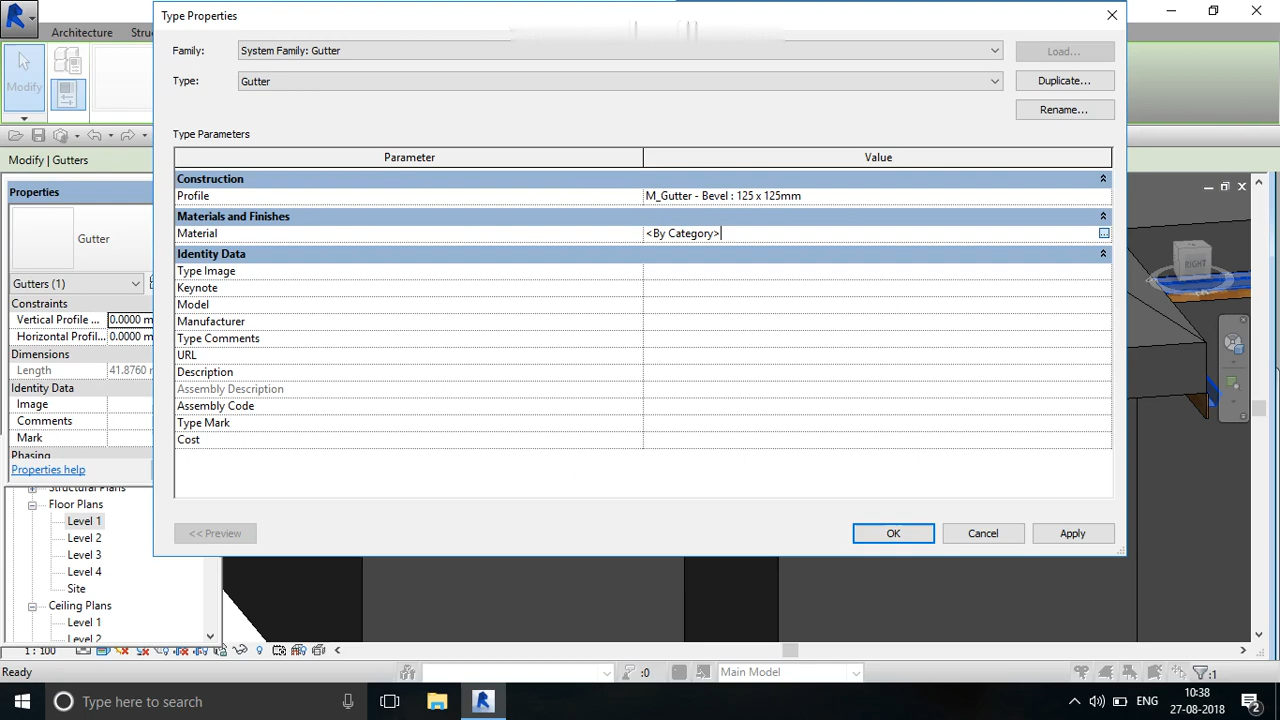 Type Properties
Architecture
Family:
System Family: Gutter
Load...
Type:
Gutter
Duplicate...
Rename...
Modify
Type Parameters
Parameter
Value
Modify | Gutters
Construction
Profile
M_Gutter - Bevel : 125 x 125mm
Properties
Materials and Finishes
Material
<By Category>
Gutter
Identity Data
Type Image
RIGHT
Gutters (1)
Keynote
Constraints
Model
Vertical Profile ...
0.0000 m
Manufacturer
Horizontal Profil...
0.0000 m
Type Comments
Dimensions
URL
Length
41.8760 m
Description
Identity Data
Assembly Description
Image
Assembly Code
Comments
Type Mark
Mark
Cost
Phasing
Properties help
Structural Plans
Floor Plans
Level 1
<< Preview
OK
Cancel
Apply
Level 2
Level 3
Level 4
Site
Ceiling Plans
Level 1
Level 2
1 : 100
Ready
:0
Main Model
:1
Type here to search
ENG
10:38
27-08-2018
2